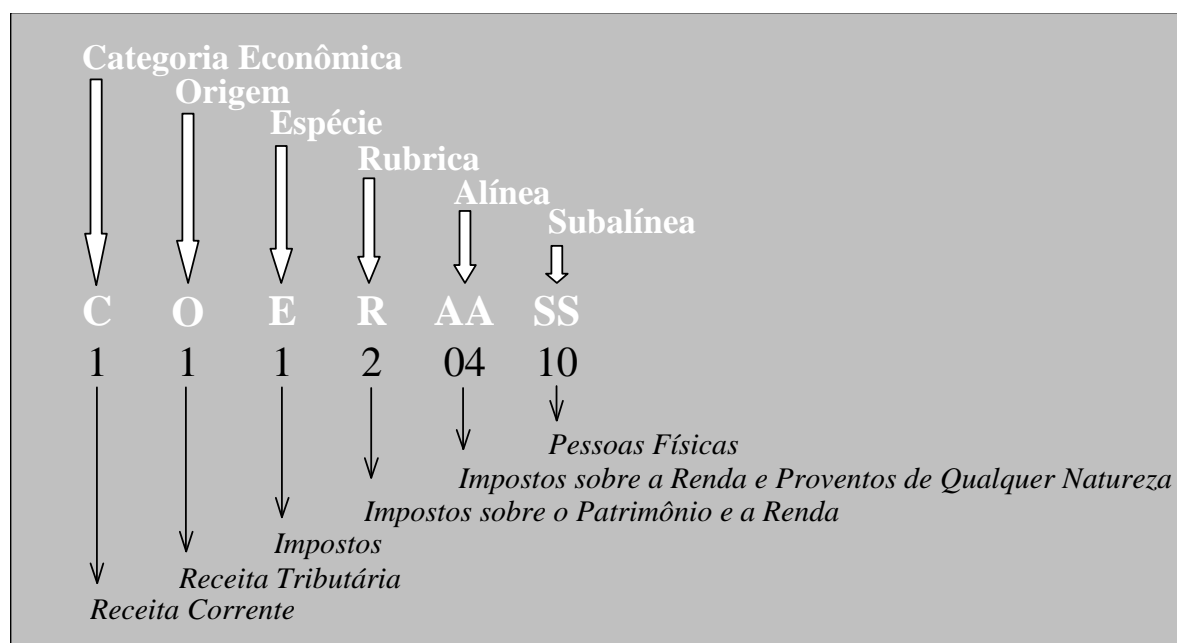 Categoria Econômica
Origem
Espécie
Rubrica
Alínea
Subalínea
C O E R AA SS
1 1 1 2 04 10
Pessoas Físicas
Impostos sobre a Renda e Proventos de Qualquer Natureza
Impostos sobre o Patrimônio e a Renda
Impostos
Receita Tributária
Receita Corrente